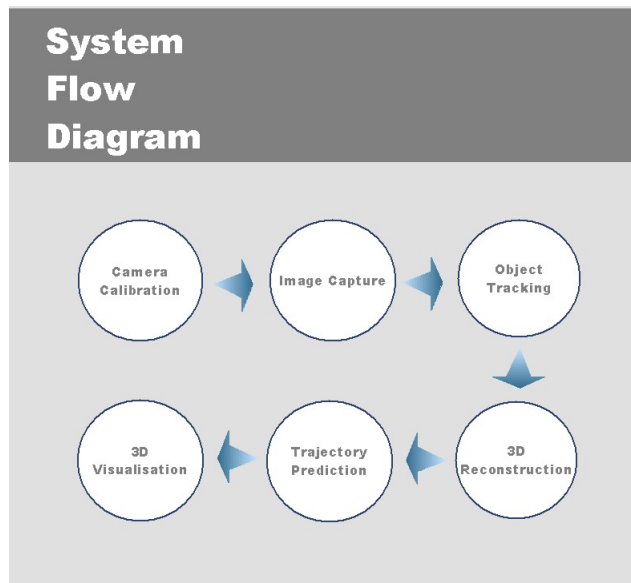 System
Flow
Diagram
Camera
Calibration
Image Capture
Object
Tracking
3D
Reconstruction
Trajectory
Prediction
3D
Visualisation